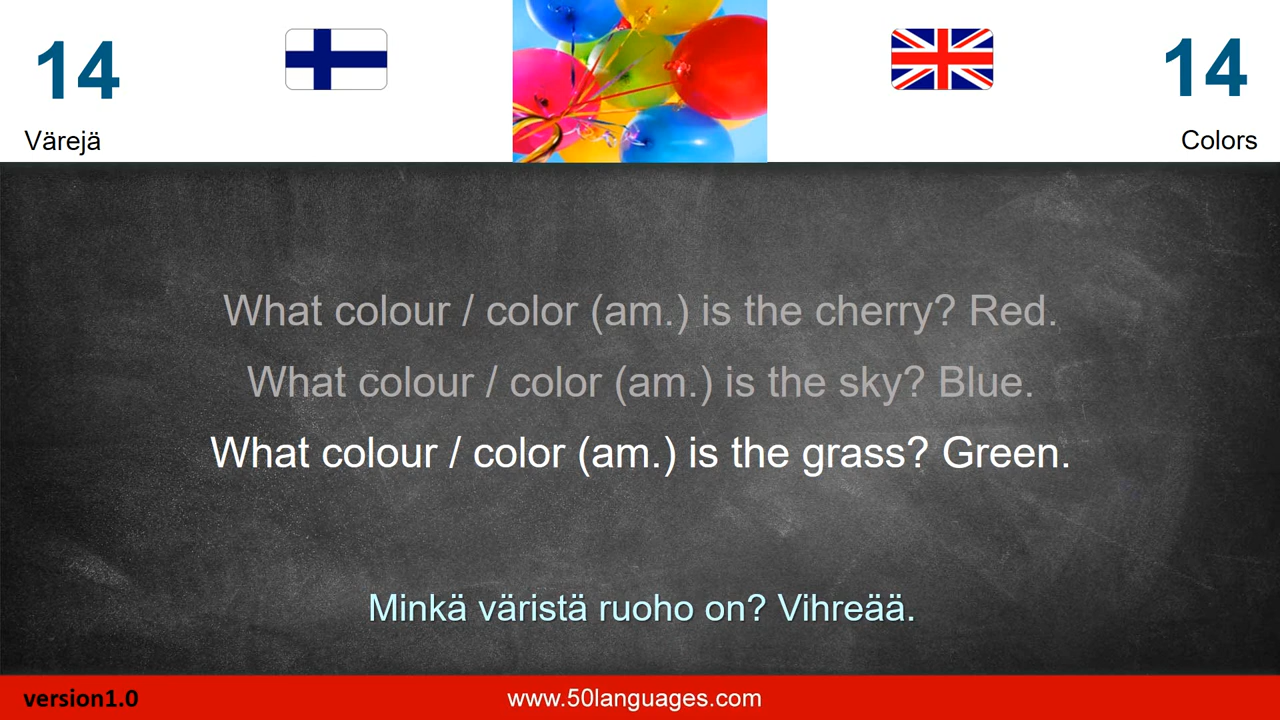 14
14
Värejä
Colors
What colour / color (am.) is the cherry? Red.
What colour / color (am.) is the sky? Blue.
What colour / color (am.) is the grass? Green.
Minkä väristä ruoho on? Vihreää.
version1.0
www.50languages.com